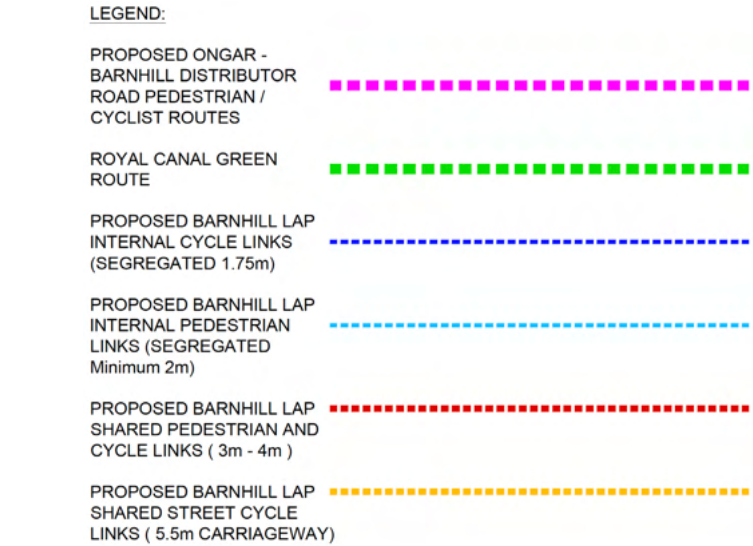 LEGEND:
PROPOSED ONGAR -
BARNHILL DISTRIBUTOR
ROAD PEDESTRIAN /
CYCLIST ROUTES
ROYAL CANAL GREEN
ROUTE
PROPOSED BARNHILL LAP
INTERNAL CYCLE LINKS
(SEGREGATED 1.75m)
PROPOSED BARNHILL LAP
INTERNAL PEDESTRIAN
LINKS (SEGREGATED
Minimum 2m)
PROPOSED BARNHILL LAP
SHARED PEDESTRIAN AND
CYCLE LINKS ( 3m - 4m )
PROPOSED BARNHILL LAP
SHARED STREET CYCLE
LINKS ( 5.5m CARRIAGEWAY)